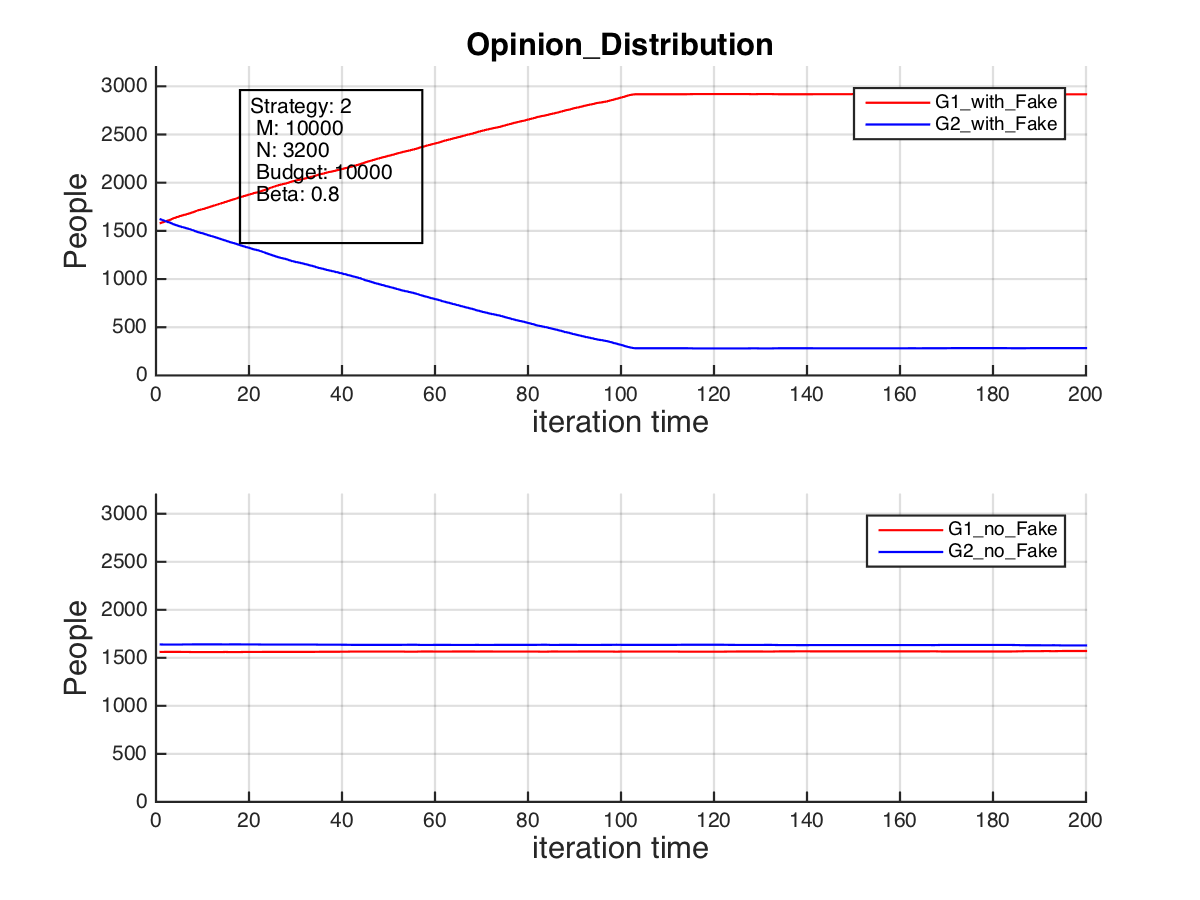 Opinion_Distribution
3000
2500
2000
1500
1000
500
0
People
Strategy: 2
M: 10000
N: 3200
Budget: 10000
Beta: 0.8
G1_with_Fake
G2_with_Fake
0 20 40 60 80 100 120 140 160 180 200
iteration time
3000
2500
2000
1500
1000
500
0
People
G1_no_Fake
G2_no_Fake
0 20 40 60 80 100 120 140 160 180 200
iteration time